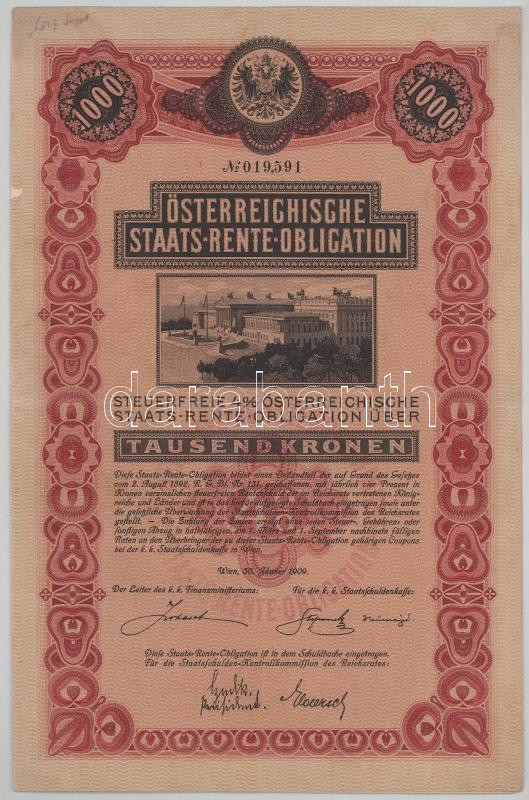 1000
1000
№ 019,591
ÖSTERREICHISCHE
STAATS-RENTE-OBLIGATION
darabanth
STEUERFREIE 4% ÖSTERREICHISCHE
STAATS-RENTE-OBLIGATION ÜBER
TAUSEND KRONEN
Diese Staats-Rente-Obligation bildet einen Bestandteil der auf Grund des Gesetzes
vom 2. August 1892, R. G. Bl. Nr. 131, geschaffenen, mit jährlich vier Prozent in
Kronen verzinslichen steuerfreien Rentenschuld der im Reichsrate vertretenen König-
reiche und Länder und ist in das hiefür aufgelegte Schuldbuch eingetragen sowie unter
die gesetzliche Überwachung der Staatsschulden-Kontrollkommission des Reichsrates
gestellt. – Die Zahlung der Zinsen erfolgt ohne jeden Steuer-, Gebühren- oder
sonstigen Abzug in halbjährigen, am 1. März und 1. September nachhinein fälligen
Raten an den Überbringer der zu dieser Staats-Rente-Obligation gehörigen Coupons
bei der k. k. Staatsschuldenkasse in Wien.
Wien, 30. Jänner 1909.
Der Leiter des k. k. Finanzministeriums: Für die k. k. Staatsschuldenkasse:
Diese Staats-Rente-Obligation ist in dem Schuldbuche eingetragen.
Für die Staatsschulden-Kontrollkommission des Reichsrates:
Präsident.